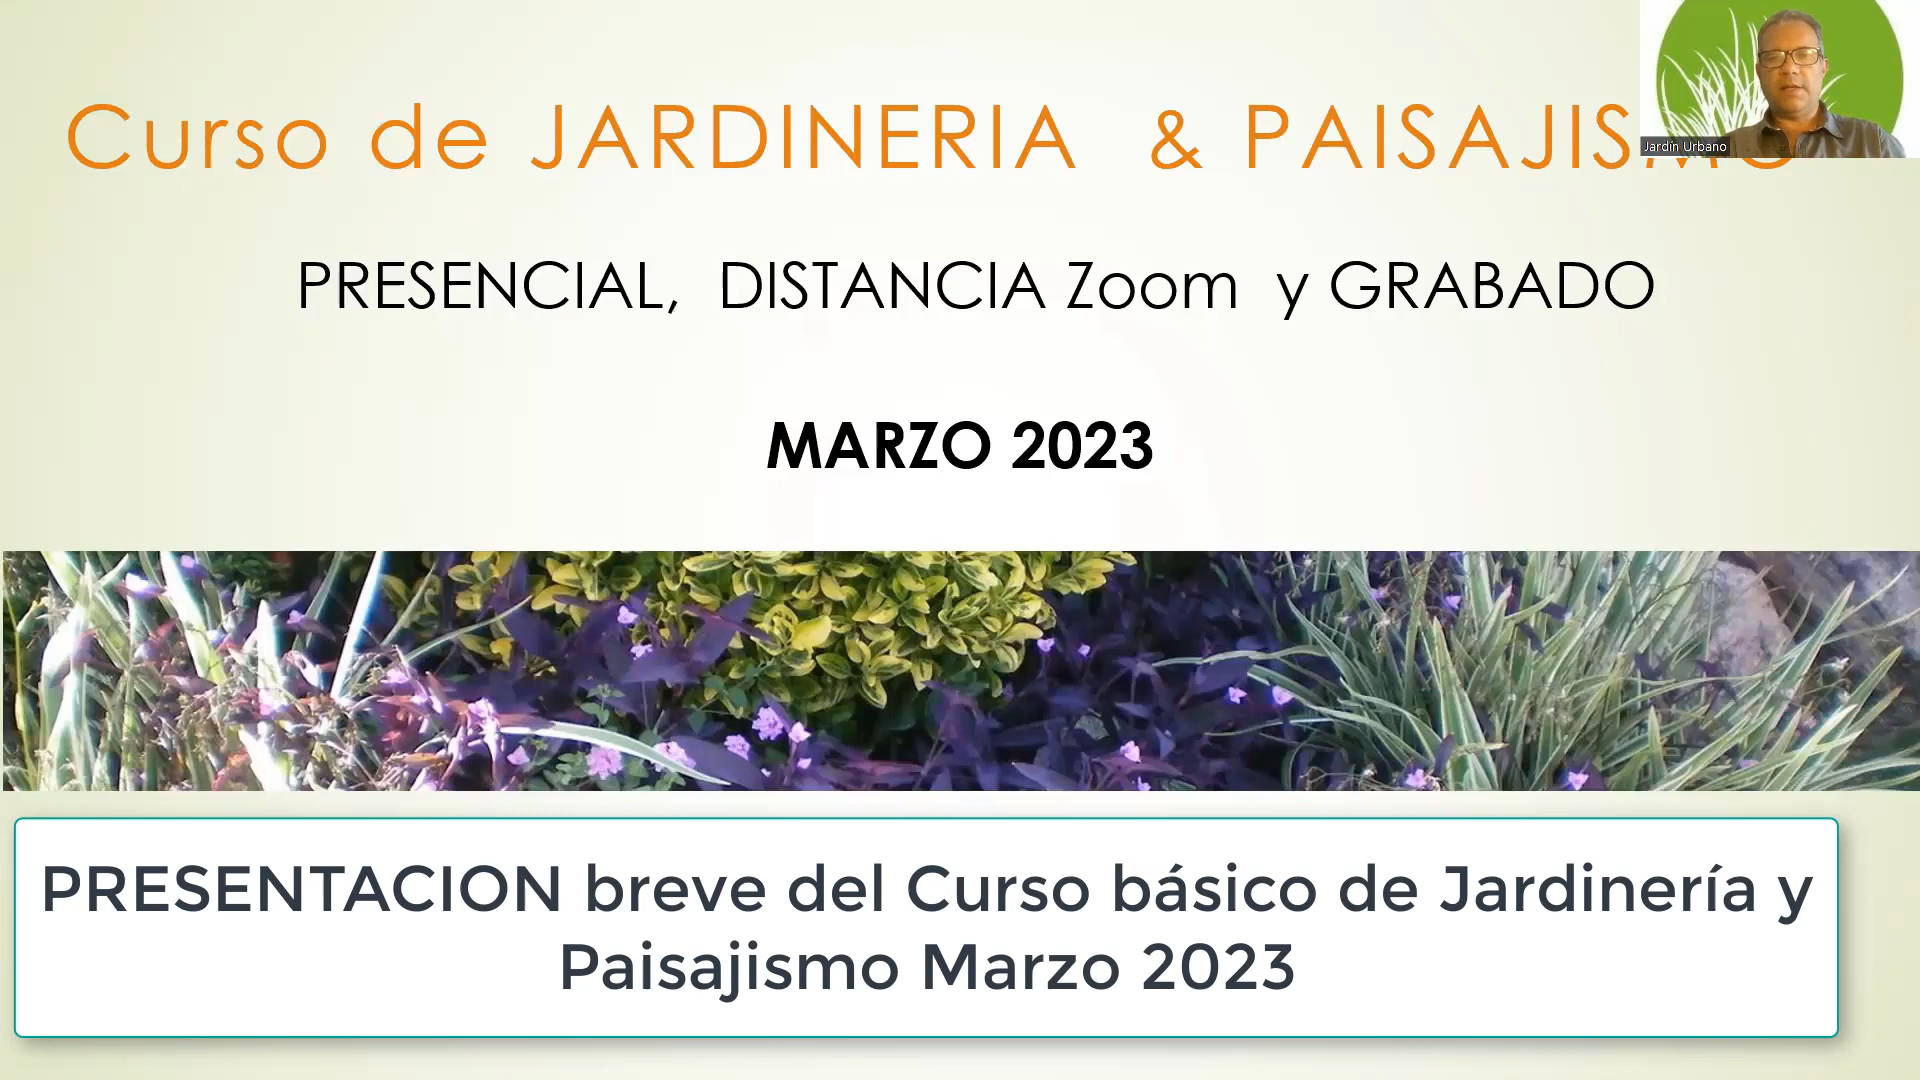 Curso de JARDINERIA & PAISAJISMO
Jardín Urbano
PRESENCIAL, DISTANCIA Zoom y GRABADO
MARZO 2023
PRESENTACION breve del Curso básico de Jardinería y
Paisajismo Marzo 2023